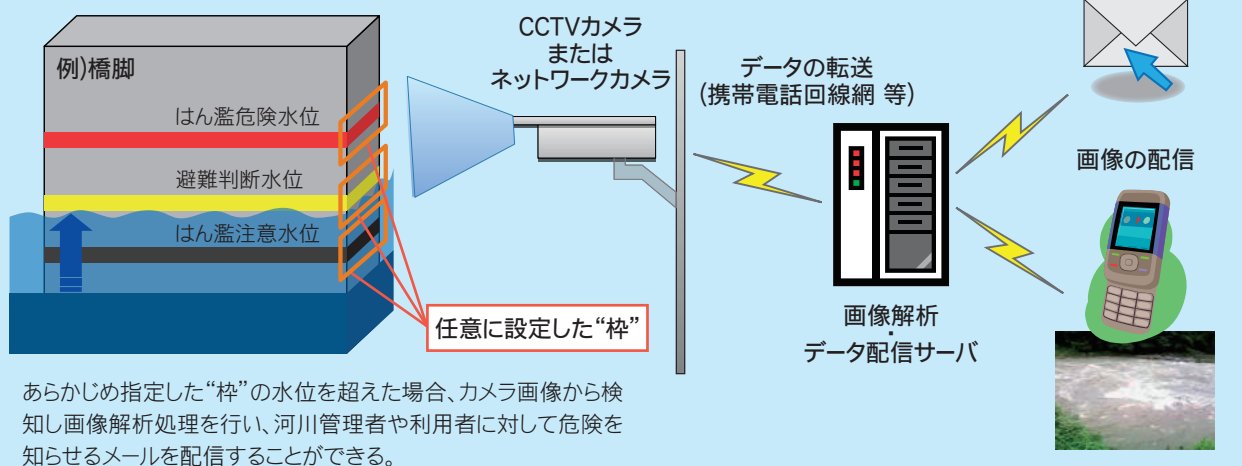 例)橋脚
はん濫危険水位
避難判断水位
はん濫注意水位
任意に設定した“枠”
CCTVカメラ
または
ネットワークカメラ
データの転送
(携帯電話回線網 等)
画像解析
・
データ配信サーバ
画像の配信
あらかじめ指定した“枠”の水位を超えた場合、カメラ画像から検
知し画像解析処理を行い、河川管理者や利用者に対して危険を
知らせるメールを配信することができる。